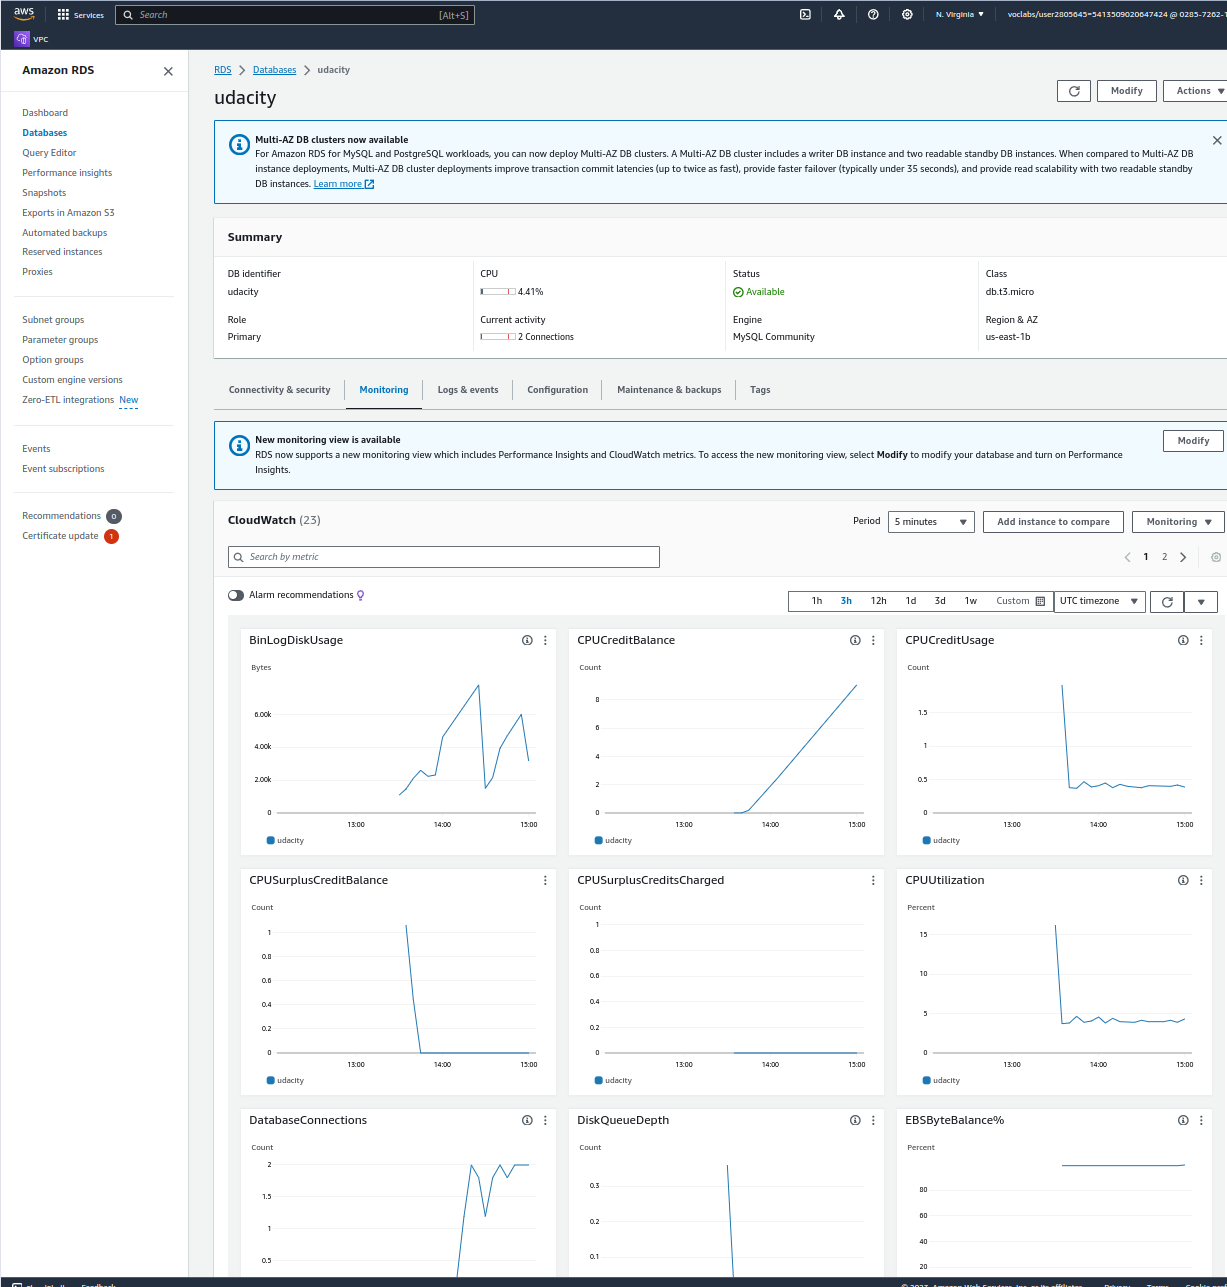 aws
Services
Search
[Alt+S]
N. Virginia
voclabs/user2805645=5413509020647424 @ 0285-7262-
VPC
Amazon RDS
Dashboard
Databases
Query Editor
Performance insights
Snapshots
Exports in Amazon S3
Automated backups
Reserved instances
Proxies
Subnet groups
Parameter groups
Option groups
Custom engine versions
Zero-ETL integrations New
Events
Event subscriptions
Recommendations 0
Certificate update 1
RDS > Databases > udacity
udacity
Modify
Actions
Multi-AZ DB clusters now available
For Amazon RDS for MySQL and PostgreSQL workloads, you can now deploy Multi-AZ DB clusters. A Multi-AZ DB cluster includes a writer DB instance and two readable standby DB instances. When compared to Multi-AZ DB
instance deployments, Multi-AZ DB cluster deployments improve transaction commit latencies (up to twice as fast), provide faster failover (typically under 35 seconds), and provide read scalability with two readable standby
DB instances. Learn more
Summary
DB identifier
udacity
CPU
4.41%
Status
Available
Class
db.t3.micro
Role
Primary
Current activity
2 Connections
Engine
MySQL Community
Region & AZ
us-east-1b
Connectivity & security
Monitoring
Logs & events
Configuration
Maintenance & backups
Tags
New monitoring view is available
RDS now supports a new monitoring view which includes Performance Insights and CloudWatch metrics. To access the new monitoring view, select Modify to modify your database and turn on Performance
Insights.
Modify
CloudWatch (23)
Period
5 minutes
Add instance to compare
Monitoring
Search by metric
1
2
Alarm recommendations
1h
3h
12h
1d
3d
1w
Custom
UTC timezone
BinLogDiskUsage
Bytes
6.00k
4.00k
2.00k
0
13:00
14:00
15:00
udacity
CPUCreditBalance
Count
8
6
4
2
0
13:00
14:00
15:00
udacity
CPUCreditUsage
Count
1.5
1
0.5
0
13:00
14:00
15:00
udacity
CPUSurplusCreditBalance
Count
1
0.8
0.6
0.4
0.2
0
13:00
14:00
15:00
udacity
CPUSurplusCreditsCharged
Count
1
0.8
0.6
0.4
0.2
0
13:00
14:00
15:00
udacity
CPUUtilization
Percent
15
10
5
0
13:00
14:00
15:00
udacity
DatabaseConnections
Count
2
1.5
1
0.5
DiskQueueDepth
Count
0.3
0.2
0.1
EBSByteBalance%
Percent
80
60
40
20